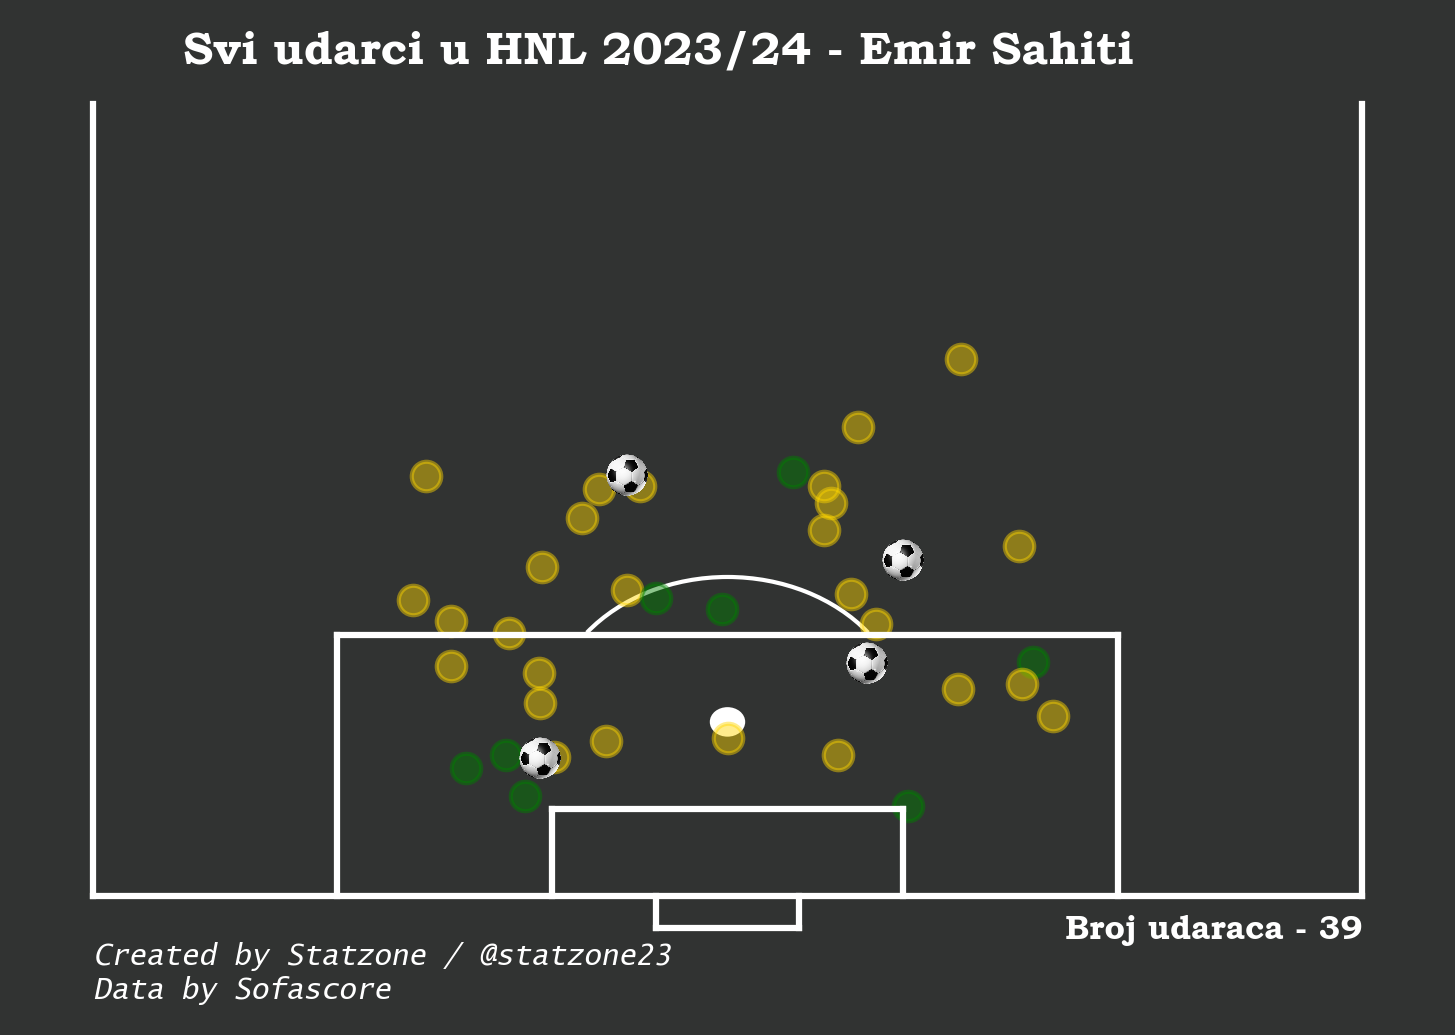 Svi udarci u HNL 2023/24 - Emir Sahiti
Broj udaraca - 39
Created by Statzone / @statzone23
Data by Sofascore